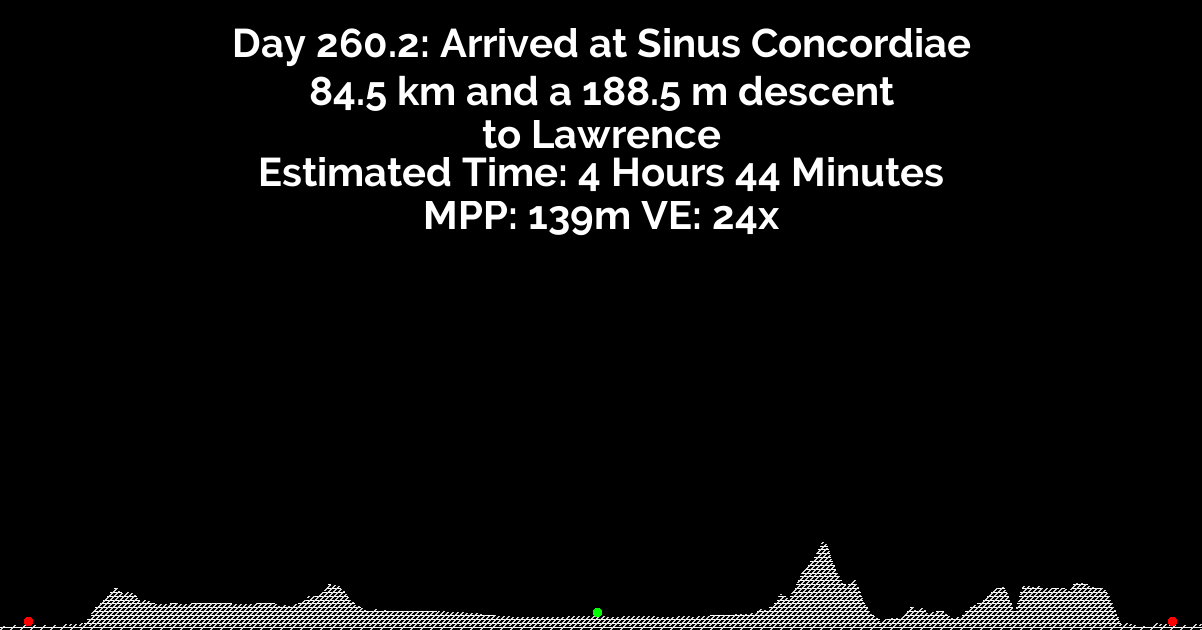 Day 260.2: Arrived at Sinus Concordiae
84.5 km and a 188.5 m descent
to Lawrence
Estimated Time: 4 Hours 44 Minutes
MPP: 139m VE: 24x